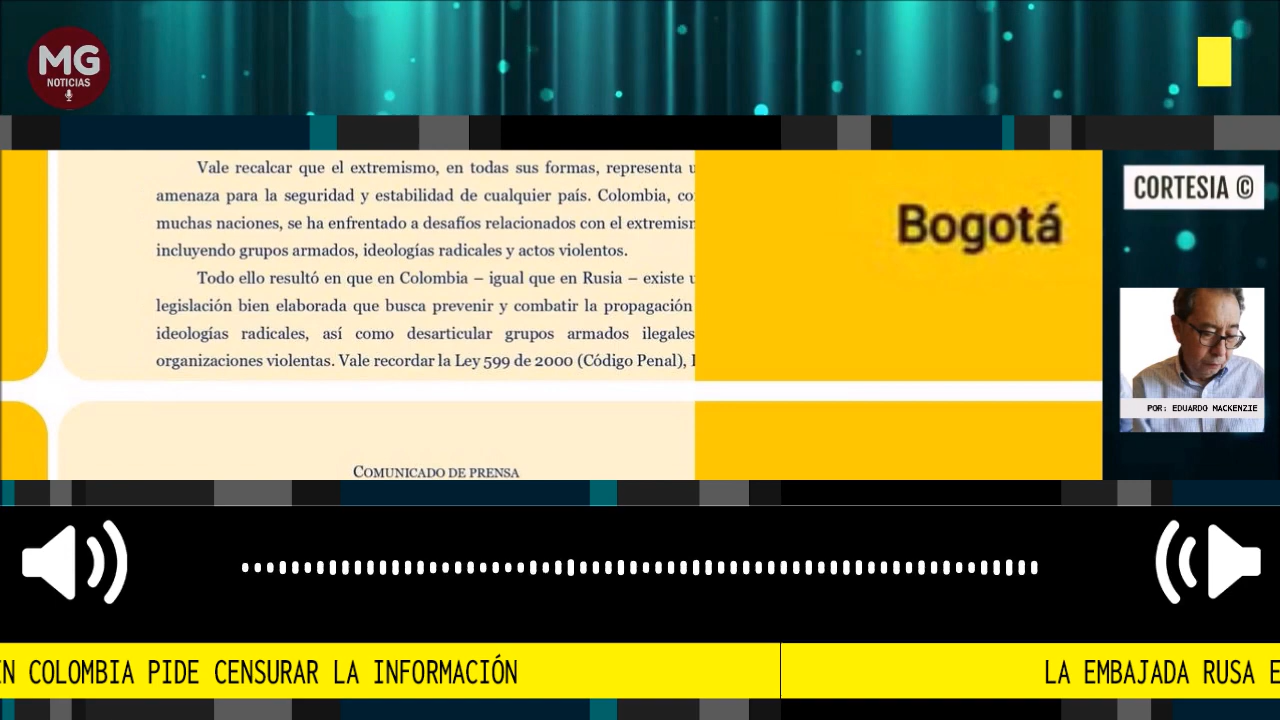 MG
NOTICIAS
Vale recalcar que el extremismo, en todas sus formas, representa
amenaza para la seguridad y estabilidad de cualquier país. Colombia,
muchas naciones, se ha enfrentado a desafíos relacionados con el
incluyendo grupos armados, ideologías radicales y actos violentos.
Todo ello resultó en que en Colombia – igual que en Rusia – existe
legislación bien elaborada que busca prevenir y combatir la propagación
ideologías radicales, así como desarticular grupos armados ilegales
organizaciones violentas. Vale recordar la Ley 599 de 2000 (Código Penal),
COMUNICADO DE PRENSA
Bogotá
CORTESIA ©
POR: EDUARDO MACKENZIE
EN COLOMBIA PIDE CENSURAR LA INFORMACIÓN
LA EMBAJADA RUSA E